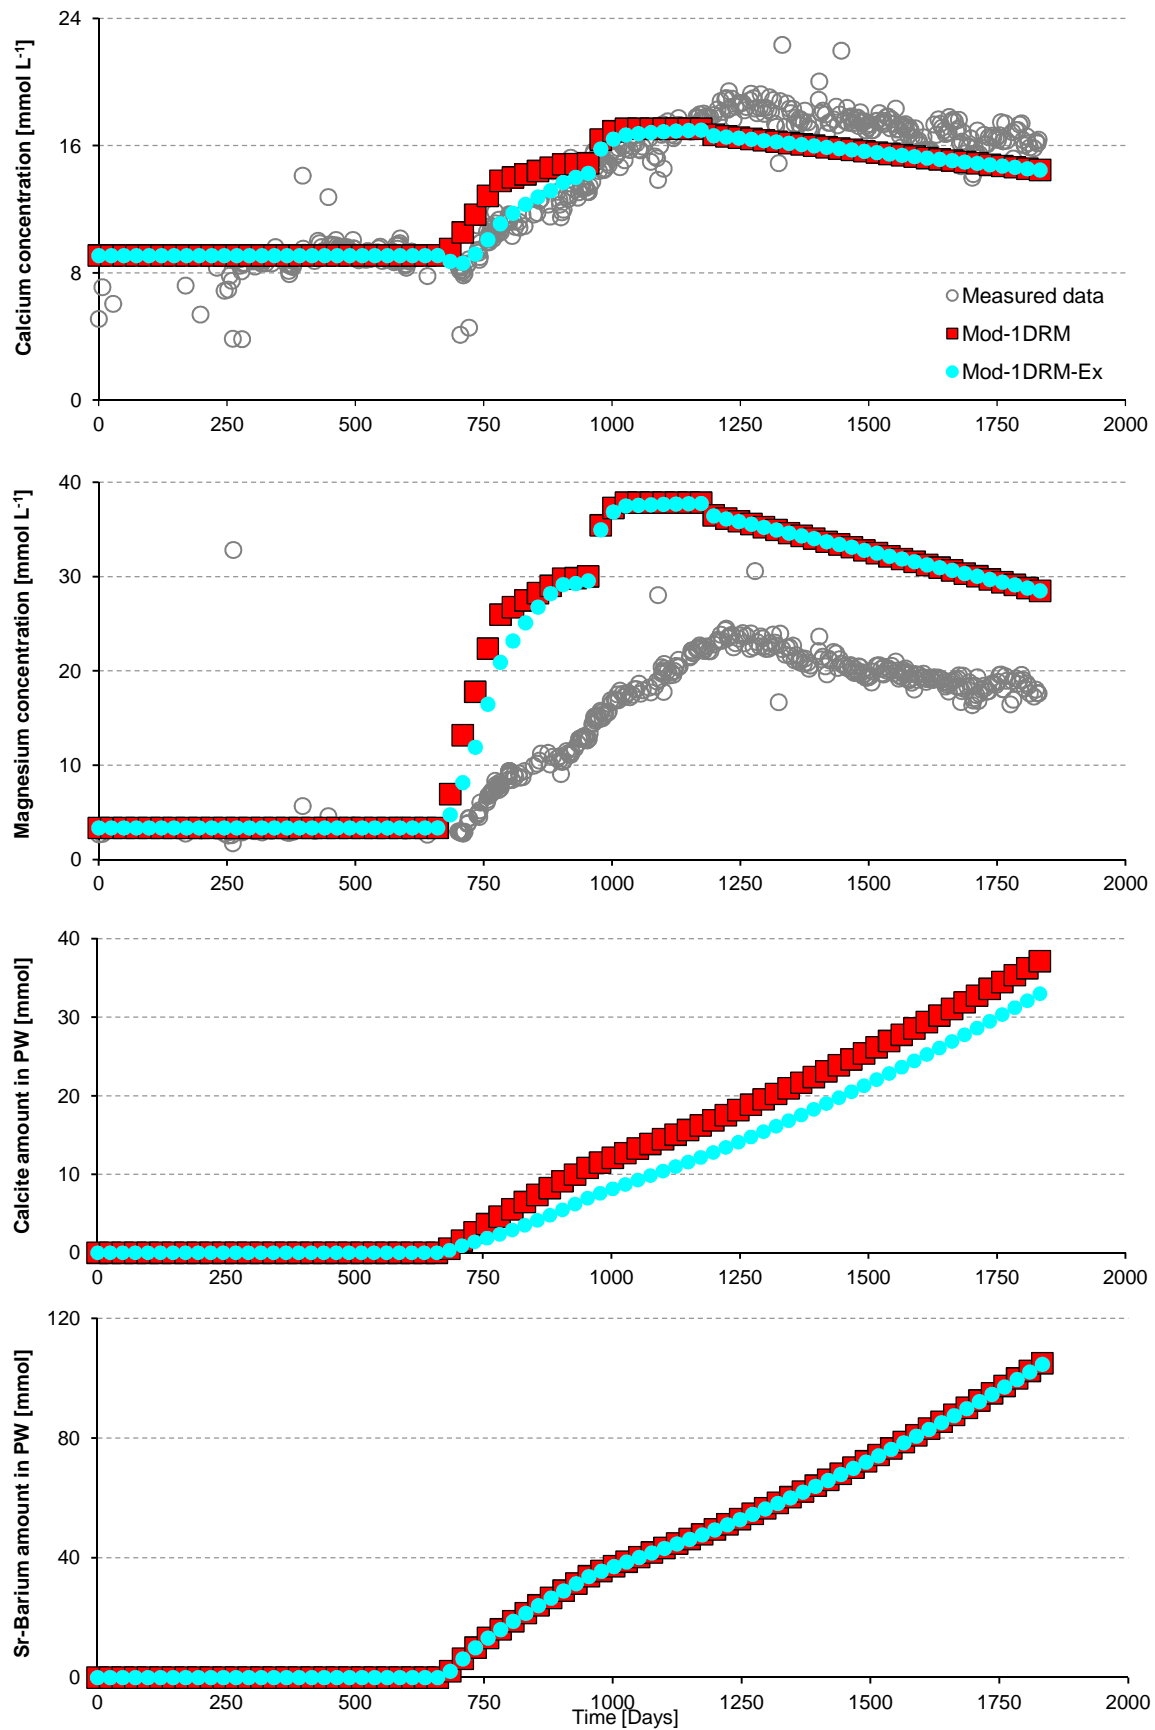 Calcium concentration [mmol L-1]
24
16
8
0
Measured data
Mod-1DRM
Mod-1DRM-Ex
0 250 500 750 1000 1250 1500 1750 2000
Magnesium concentration [mmol L-1]
40
30
20
10
0
0 250 500 750 1000 1250 1500 1750 2000
Calcite amount in PW [mmol]
40
30
20
10
0
0 250 500 750 1000 1250 1500 1750 2000
Sr-Barium amount in PW [mmol]
120
80
40
0
0 250 500 750 1000 1250 1500 1750 2000
Time [Days]